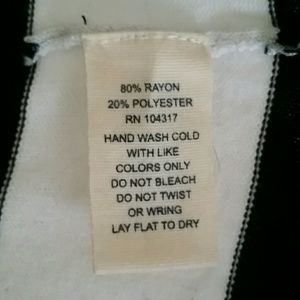 80% RAYON
20% POLYESTER
RN 104317
HAND WASH COLD
WITH LIKE
COLORS ONLY
DO NOT BLEACH
DO NOT TWIST
OR WRING
LAY FLAT TO DRY